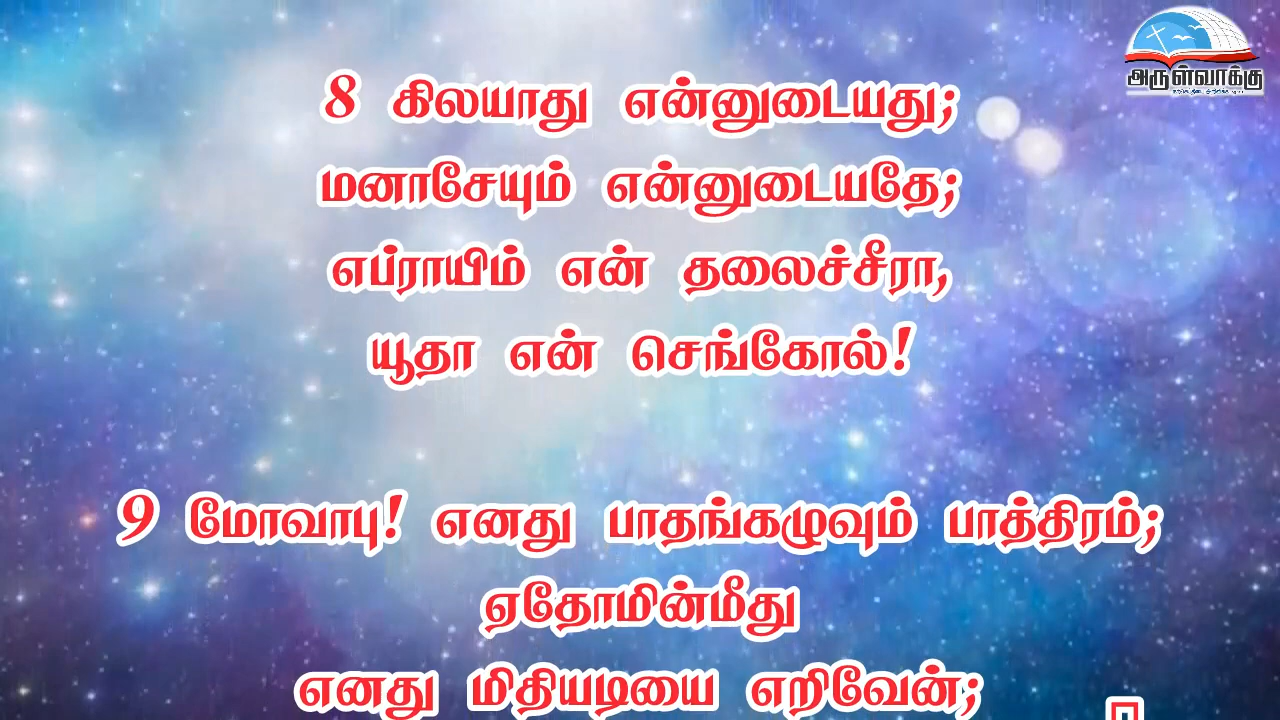 அருள்வாக்கு
8 கிலயாது என்னுடையது;
மனாசேயும் என்னுடையதே;
எப்ராயிம் என் தலைச்சீரா,
யூதா என் செங்கோல்!
9 மோவாபு! எனது பாதங்கழுவும் பாத்திரம்;
ஏதோமின்மீது
எனது மிதியடியை எறிவேன்;